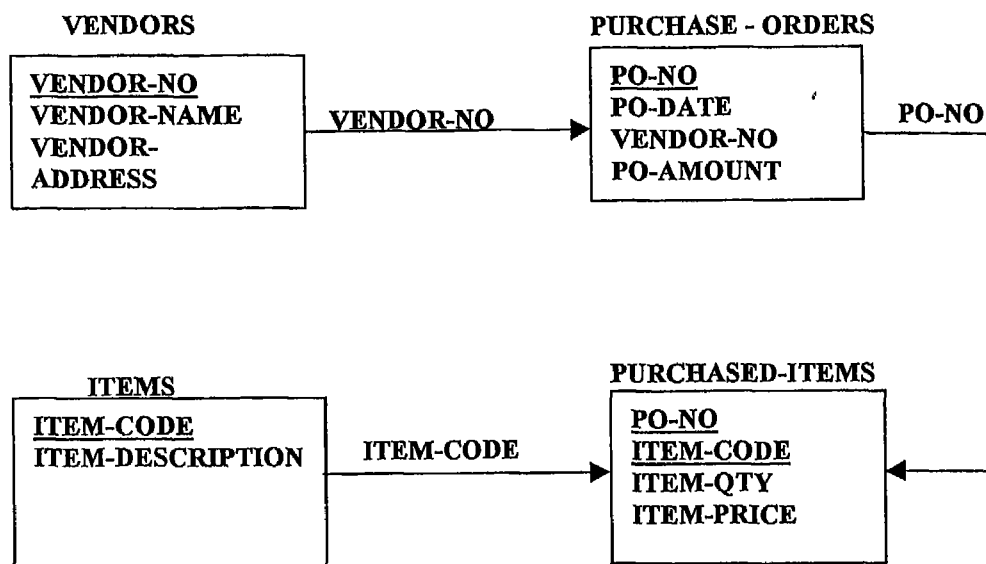 VENDORS
VENDOR-NO
VENDOR-NAME
VENDOR-
ADDRESS
VENDOR-NO
PURCHASE - ORDERS
PO-NO
PO-DATE
VENDOR-NO
PO-AMOUNT
PO-NO
ITEMS
ITEM-CODE
ITEM-DESCRIPTION
ITEM-CODE
PURCHASED-ITEMS
PO-NO
ITEM-CODE
ITEM-QTY
ITEM-PRICE